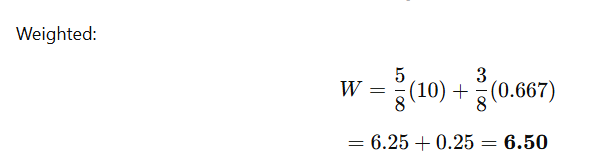 Weighted:
W = 5/8(10) + 3/8(0.667)
= 6.25 + 0.25 = 6.50